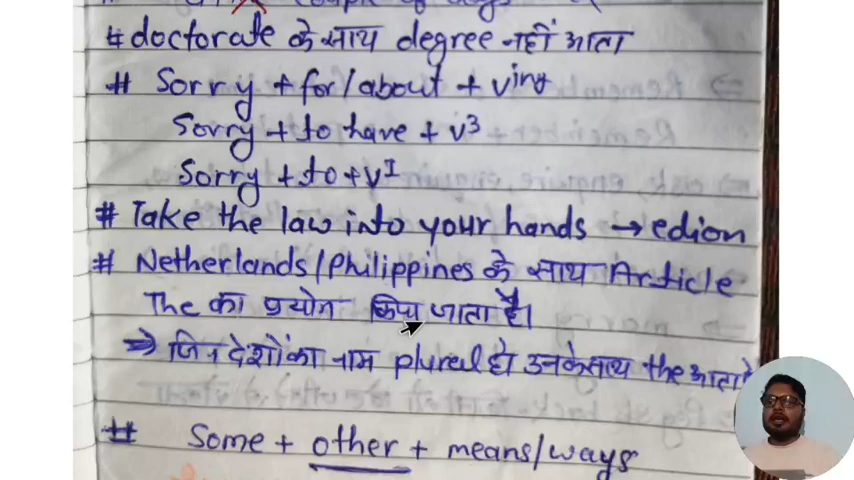 # doctorate के साथ degree नहीं आता
# Sorry + for/about + Ving
Sorry + to have + V3
Sorry + to + VI
# Take the law into your hands → edion
# Netherlands/Philippines के साथ Article
The का प्रयोग किया जाता है।
⇒ जिन देशों का नाम plural हो उनके साथ the आता है
# Some + other + means/ways